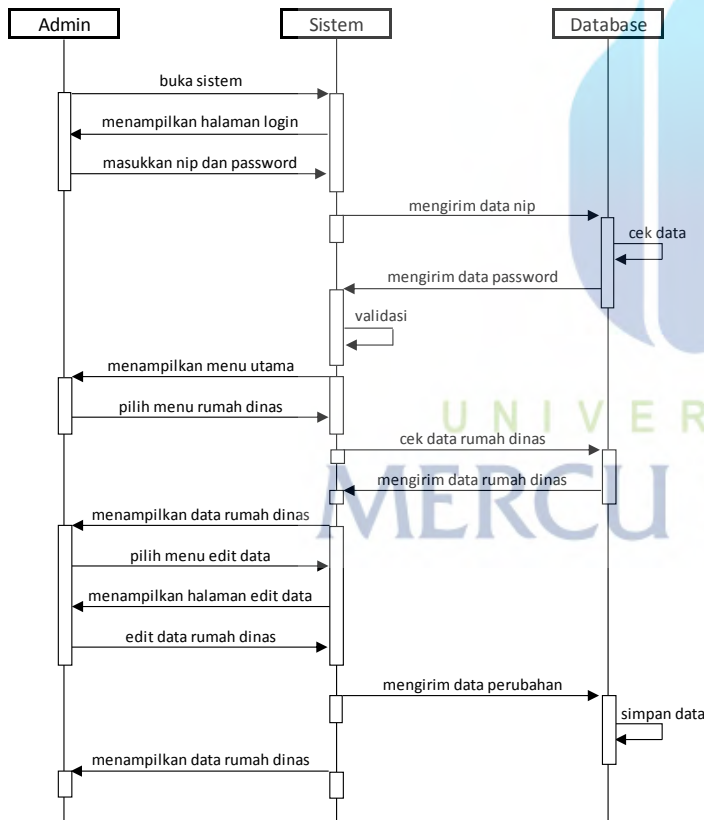 Admin
Sistem
Database
buka sistem
menampilkan halaman login
masukkan nip dan password
mengirim data nip
cek data
mengirim data password
validasi
menampilkan menu utama
pilih menu rumah dinas
UNIVER
cek data rumah dinas
mengirim data rumah dinas
MERCU
menampilkan data rumah dinas
pilih menu edit data
menampilkan halaman edit data
edit data rumah dinas
mengirim data perubahan
simpan data
menampilkan data rumah dinas